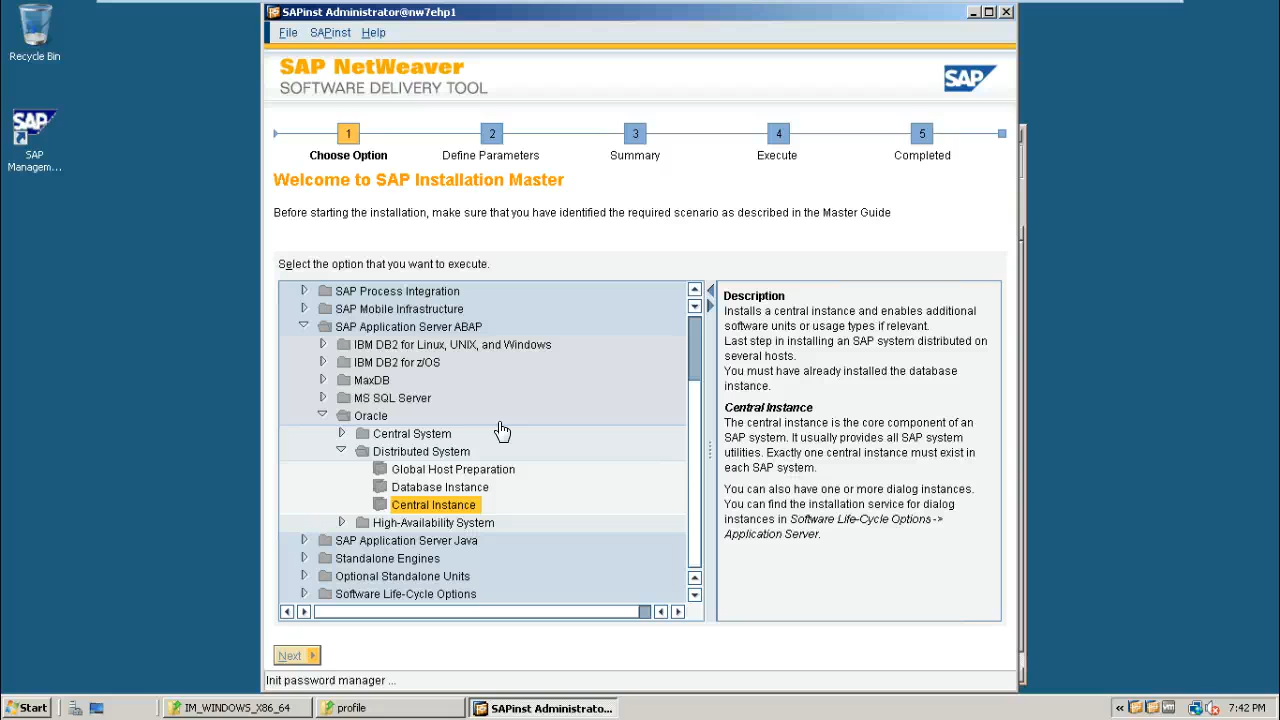 Recycle Bin
SAP
SAP
Managem...
SAPinst Administrator@nw7ehp1
File SAPinst Help
SAP NetWeaver
SOFTWARE DELIVERY TOOL
SAP
1 2 3 4 5
Choose Option Define Parameters Summary Execute Completed
Welcome to SAP Installation Master
Before starting the installation, make sure that you have identified the required scenario as described in the Master Guide
Select the option that you want to execute.
SAP Process Integration
SAP Mobile Infrastructure
SAP Application Server ABAP
IBM DB2 for Linux, UNIX, and Windows
IBM DB2 for z/OS
MaxDB
MS SQL Server
Oracle
Central System
Distributed System
Global Host Preparation
Database Instance
Central Instance
High-Availability System
SAP Application Server Java
Standalone Engines
Optional Standalone Units
Software Life-Cycle Options
Description
Installs a central instance and enables additional
software units or usage types if relevant.
Last step in installing an SAP system distributed on
several hosts.
You must have already installed the database
instance.
Central Instance
The central instance is the core component of an
SAP system. It usually provides all SAP system
utilities. Exactly one central instance must exist in
each SAP system.
You can also have one or more dialog instances.
You can find the installation service for dialog
instances in Software Life-Cycle Options ->
Application Server.
Next
Init password manager ...
Start IM_WINDOWS_X86_64 profile SAPinst Administrato... « 7:42 PM